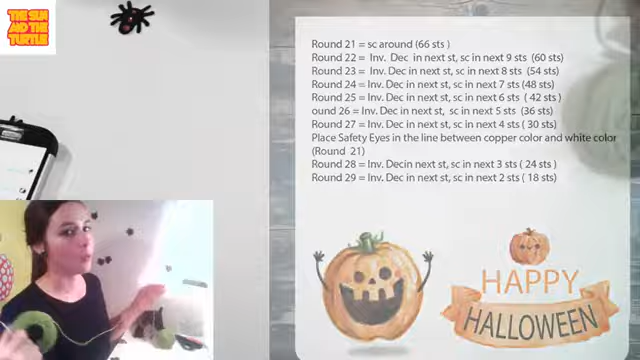 THE SUN
AND THE
TURTLE
Round 21 = sc around (66 sts )
Round 22 = Inv. Dec in next st, sc in next 9 sts (60 sts)
Round 23 = Inv. Dec in next st, sc in next 8 sts (54 sts)
Round 24 = Inv. Dec in next st, sc in next 7 sts (48 sts)
Round 25 = Inv. Dec in next st, sc in next 6 sts ( 42 sts )
ound 26 = Inv. Dec in next st, sc in next 5 sts (36 sts)
Round 27 = Inv. Dec in next st, sc in next 4 sts ( 30 sts)
Place Safety Eyes in the line between copper color and white color
(Round 21)
Round 28 = Inv. Decin next st, sc in next 3 sts ( 24 sts )
Round 29 = Inv. Dec in next st, sc in next 2 sts ( 18 sts)
HAPPY
HALLOWEEN